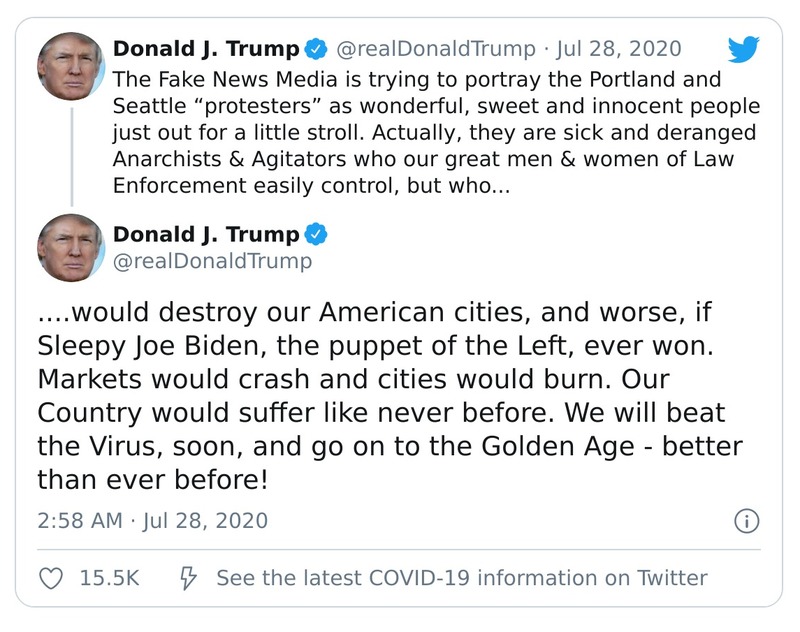 Donald J. Trump @realDonaldTrump · Jul 28, 2020
The Fake News Media is trying to portray the Portland and
Seattle “protesters” as wonderful, sweet and innocent people
just out for a little stroll. Actually, they are sick and deranged
Anarchists & Agitators who our great men & women of Law
Enforcement easily control, but who...
Donald J. Trump
@realDonaldTrump
....would destroy our American cities, and worse, if
Sleepy Joe Biden, the puppet of the Left, ever won.
Markets would crash and cities would burn. Our
Country would suffer like never before. We will beat
the Virus, soon, and go on to the Golden Age - better
than ever before!
2:58 AM · Jul 28, 2020
15.5K See the latest COVID-19 information on Twitter